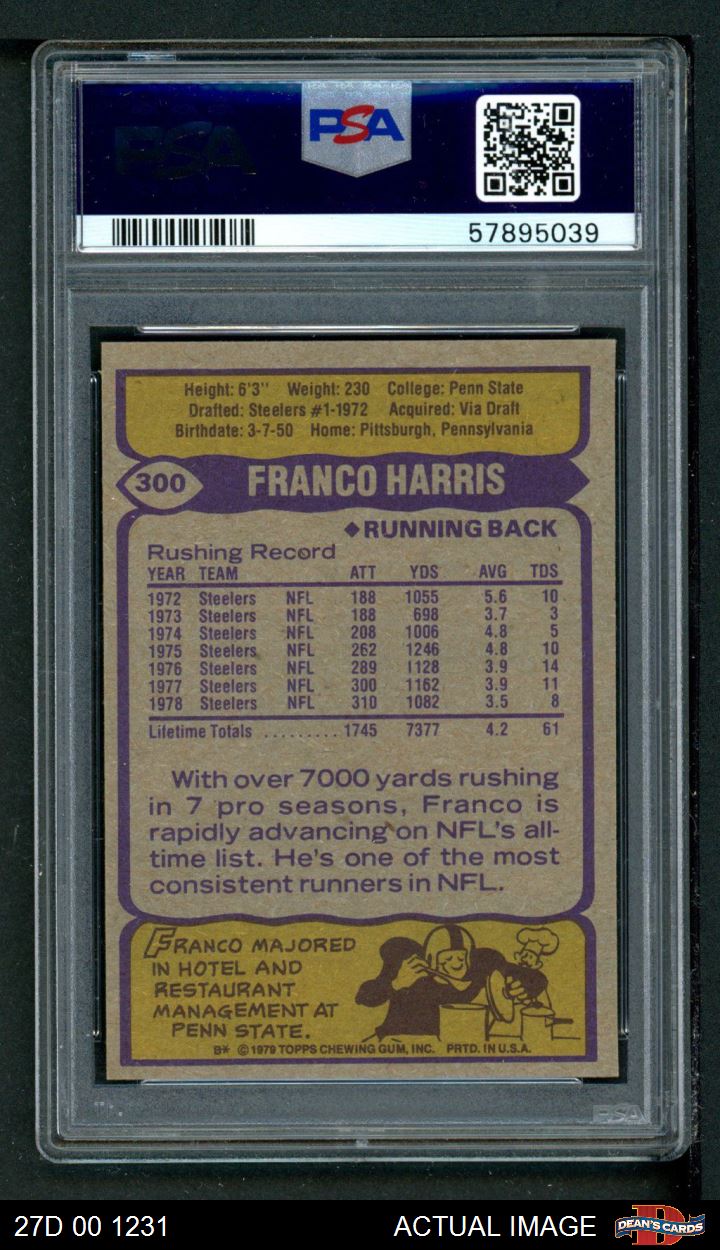 PSA
PSA
57895039
Height: 6'3" Weight: 230 College: Penn State
Drafted: Steelers #1-1972 Acquired: Via Draft
Birthdate: 3-7-50 Home: Pittsburgh, Pennsylvania
300 FRANCO HARRIS
◆RUNNING BACK
Rushing Record
YEAR TEAM ATT YDS AVG TDS
1972 Steelers NFL 188 1055 5.6 10
1973 Steelers NFL 188 698 3.7 3
1974 Steelers NFL 208 1006 4.8 5
1975 Steelers NFL 262 1246 4.8 10
1976 Steelers NFL 289 1128 3.9 14
1977 Steelers NFL 300 1162 3.9 11
1978 Steelers NFL 310 1082 3.5 8
Lifetime Totals ......... 1745 7377 4.2 61
With over 7000 yards rushing
in 7 pro seasons, Franco is
rapidly advancing on NFL's all-
time list. He's one of the most
consistent runners in NFL.
FRANCO MAJORED
IN HOTEL AND
RESTAURANT
MANAGEMENT AT
PENN STATE.
B* © 1979 TOPPS CHEWING GUM, INC. PRTD. IN U.S.A.
PSA
27D 00 1231 ACTUAL IMAGE DEAN'S CARDS